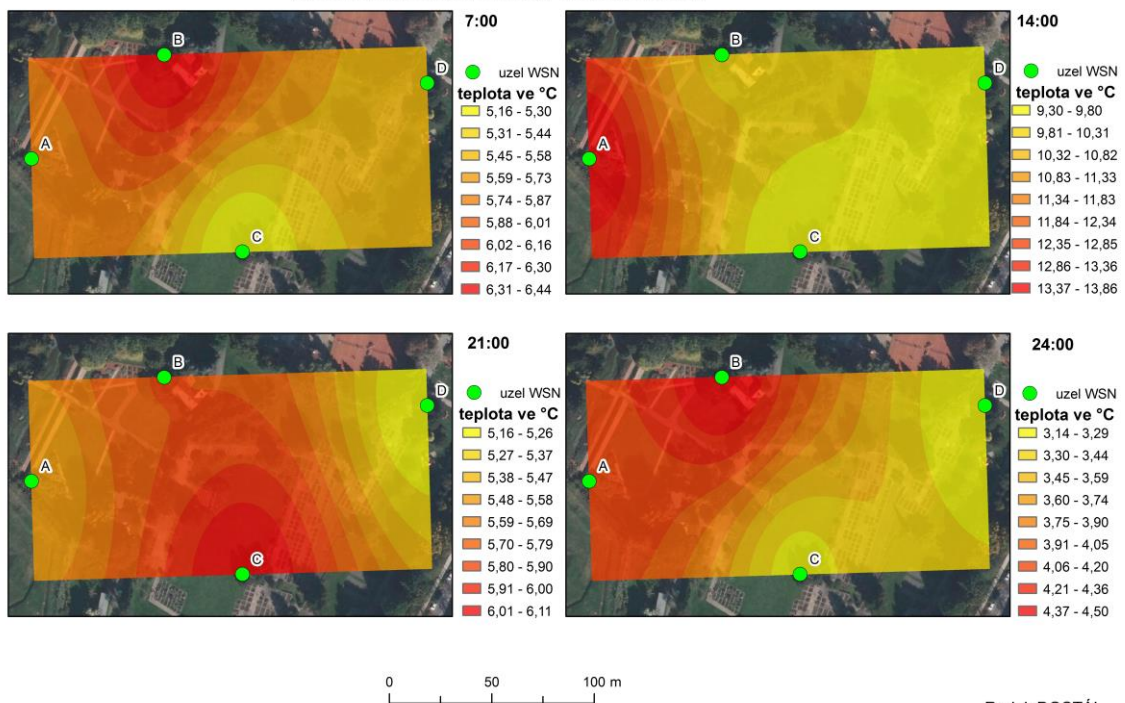 7:00
B
D
A
C
uzel WSN
teplota ve °C
5,16 - 5,30
5,31 - 5,44
5,45 - 5,58
5,59 - 5,73
5,74 - 5,87
5,88 - 6,01
6,02 - 6,16
6,17 - 6,30
6,31 - 6,44
14:00
B
D
A
C
uzel WSN
teplota ve °C
9,30 - 9,80
9,81 - 10,31
10,32 - 10,82
10,83 - 11,33
11,34 - 11,83
11,84 - 12,34
12,35 - 12,85
12,86 - 13,36
13,37 - 13,86
21:00
B
D
A
C
uzel WSN
teplota ve °C
5,16 - 5,26
5,27 - 5,37
5,38 - 5,47
5,48 - 5,58
5,59 - 5,69
5,70 - 5,79
5,80 - 5,90
5,91 - 6,00
6,01 - 6,11
24:00
B
D
A
C
uzel WSN
teplota ve °C
3,14 - 3,29
3,30 - 3,44
3,45 - 3,59
3,60 - 3,74
3,75 - 3,90
3,91 - 4,05
4,06 - 4,20
4,21 - 4,36
4,37 - 4,50
0 50 100 m